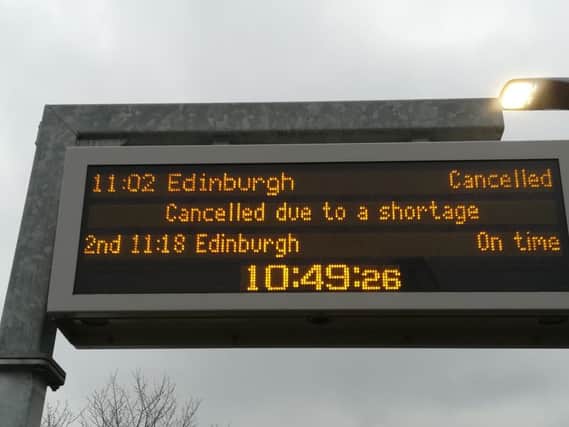 11:02 Edinburgh Cancelled
Cancelled due to a shortage
2nd 11:18 Edinburgh On time
10:49:26